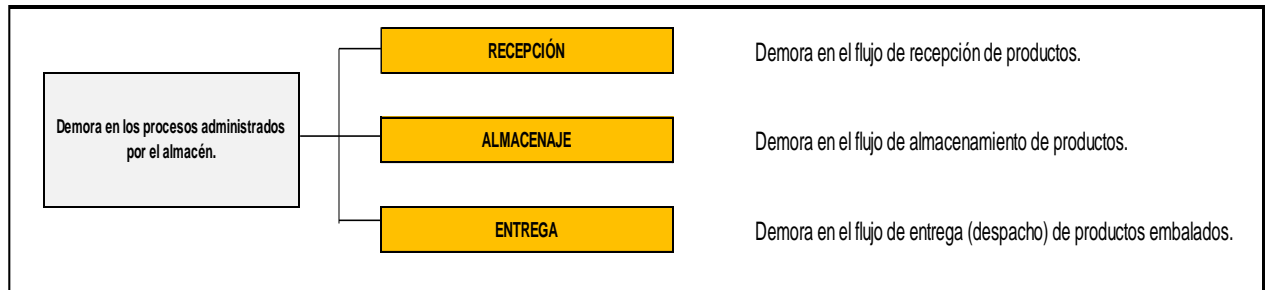 RECEPCIÓN
Demora en el flujo de recepción de productos.
Demora en los procesos administrados
por el almacén.
ALMACENAJE
Demora en el flujo de almacenamiento de productos.
ENTREGA
Demora en el flujo de entrega (despacho) de productos embalados.